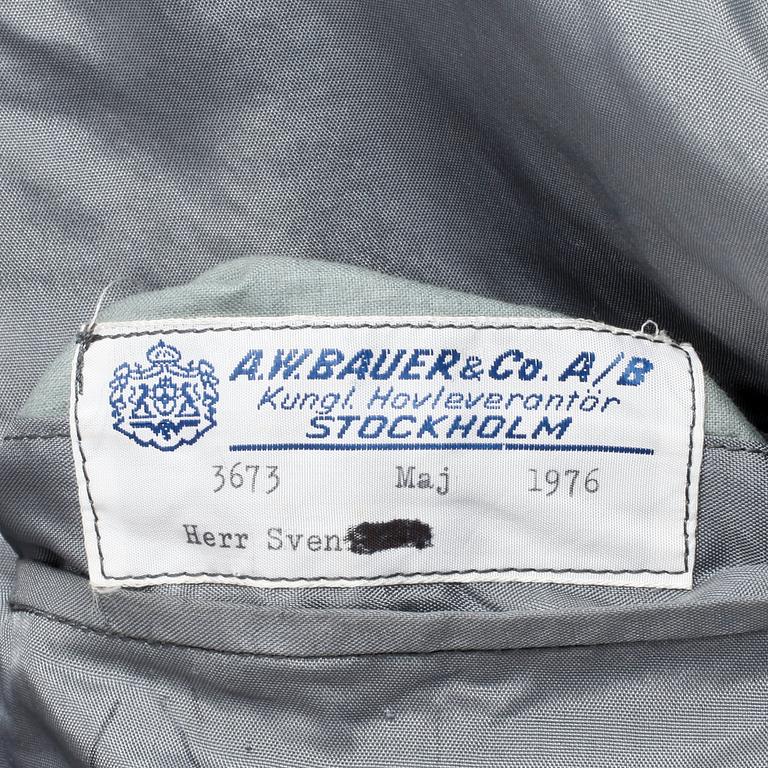 A.W.BAUER & Co. A/B
Kungl. Hovleverantör
STOCKHOLM
3673 Maj 1976
Herr Sven